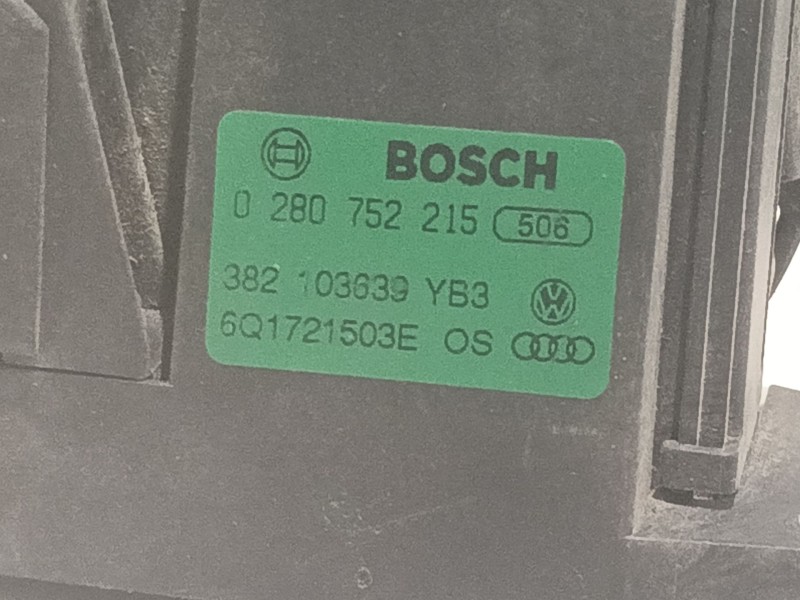 BOSCH
0 280 752 215 506
382 103639 YB3
6Q1721503E OS